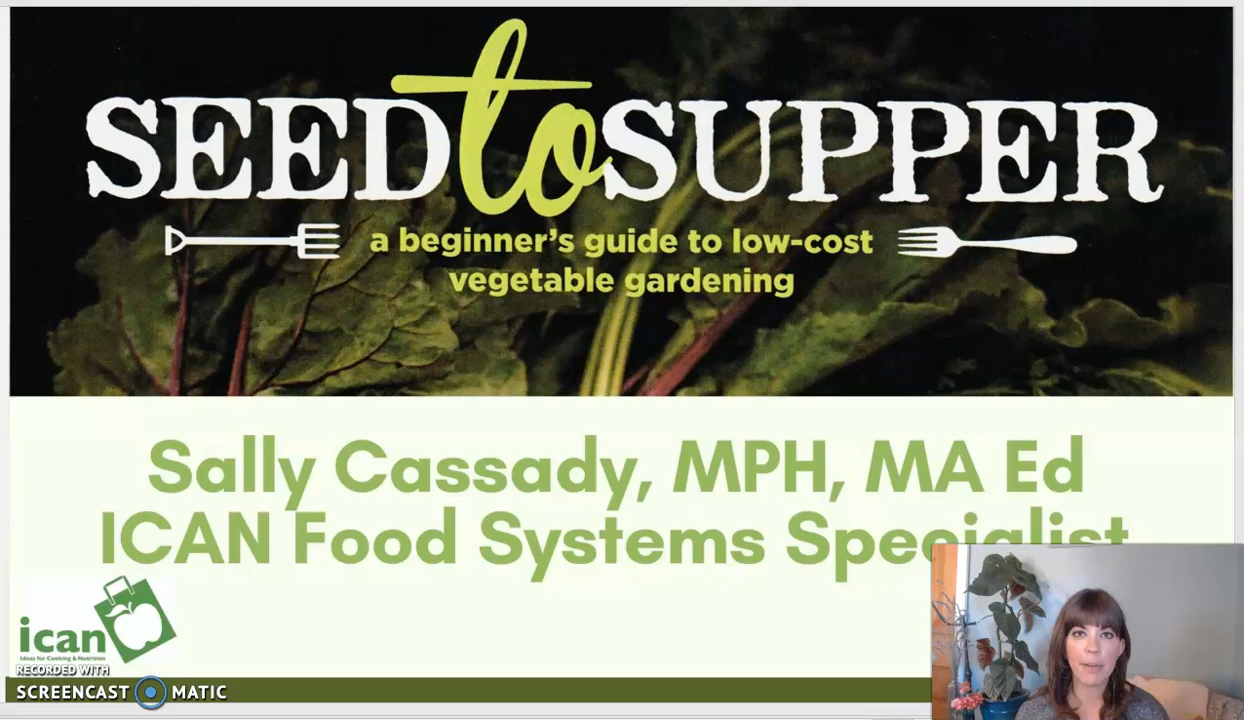 SEED to SUPPER
a beginner's guide to low-cost
vegetable gardening
Sally Cassady, MPH, MA Ed
ICAN Food Systems Specialist
ican
Ideas for Cooking & Nutrition
RECORDED WITH
SCREENCAST MATIC